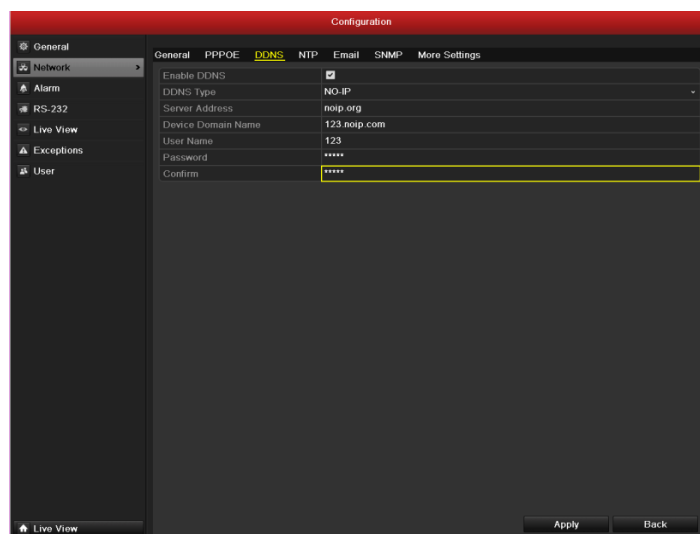 Configuration
General
Network >
Alarm
RS-232
Live View
Exceptions
User
Live View
General PPPOE DDNS NTP Email SNMP More Settings
Enable DDNS
DDNS Type NO-IP
Server Address noip.org
Device Domain Name 123.noip.com
User Name 123
Password *****
Confirm *****
Apply Back